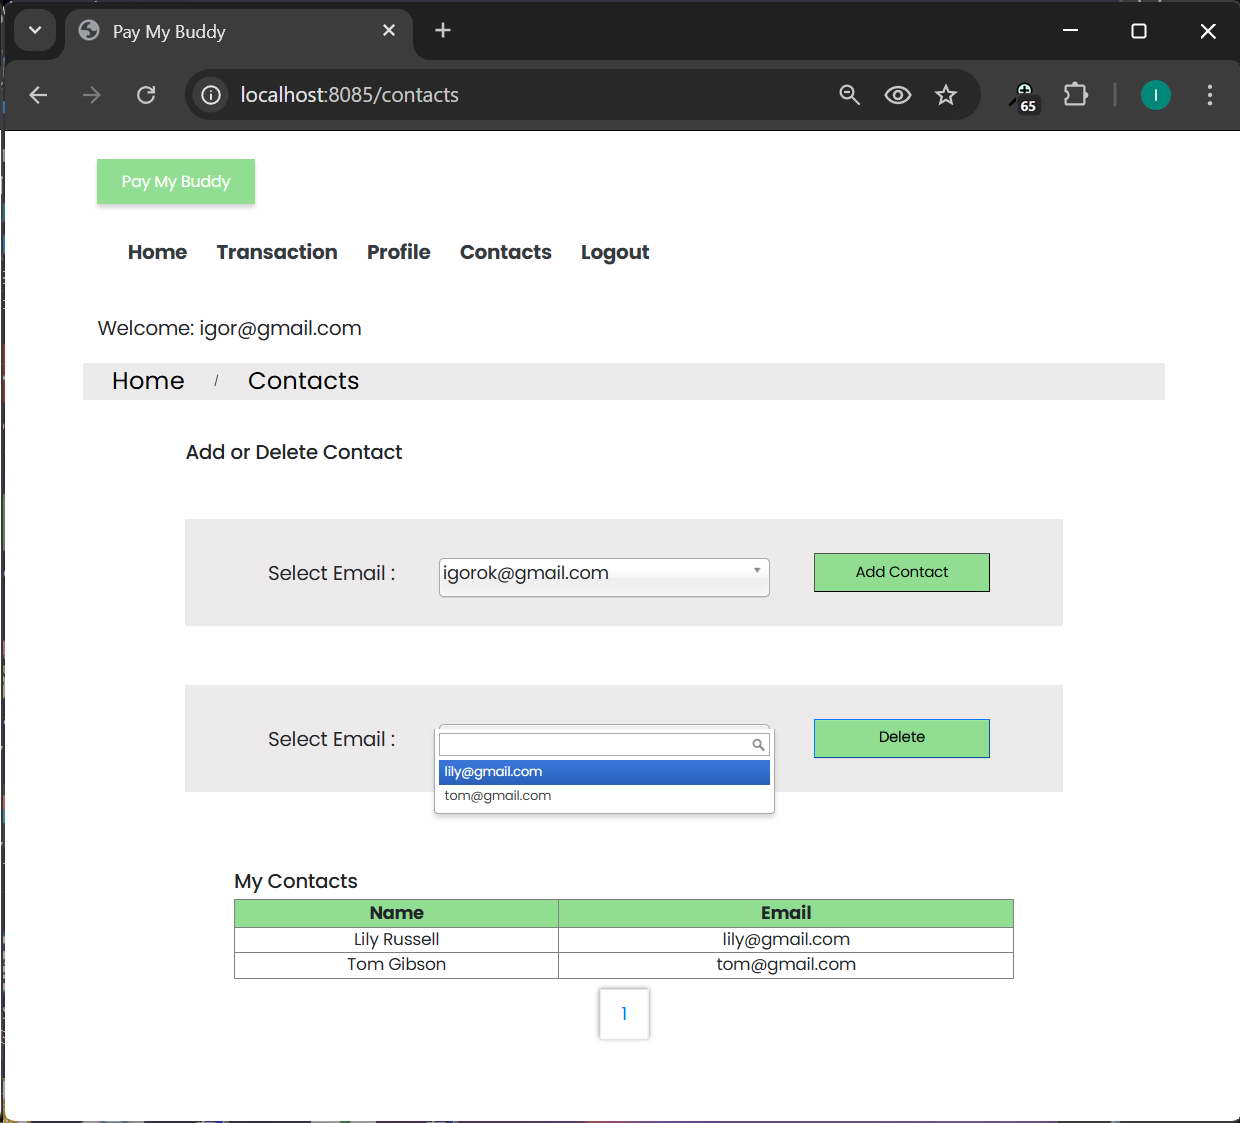 Pay My Buddy
localhost:8085/contacts
65
I
Pay My Buddy
Home Transaction Profile Contacts Logout
Welcome: igor@gmail.com
Home / Contacts
Add or Delete Contact
Select Email : igorok@gmail.com Add Contact
Select Email : Delete
lily@gmail.com
tom@gmail.com
My Contacts
Name Email
Lily Russell lily@gmail.com
Tom Gibson tom@gmail.com
1